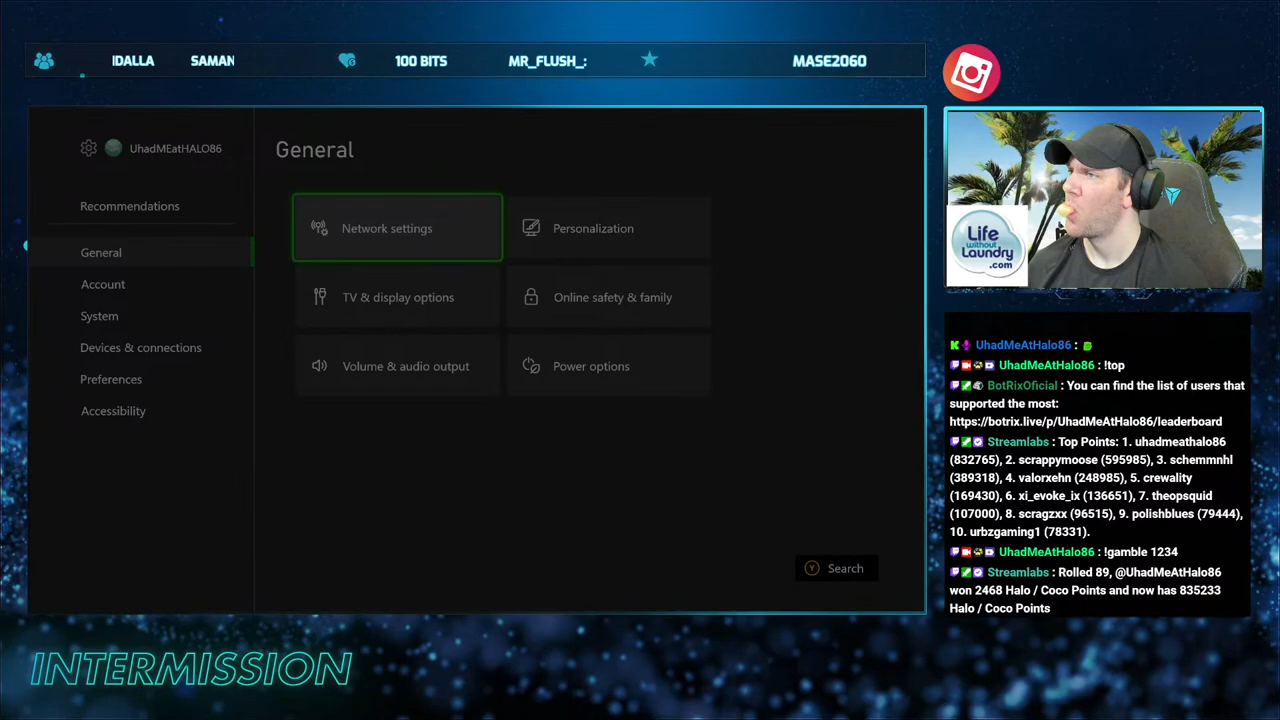 IDALLA SAMAN 100 BITS MR_FLUSH_: MASE2060
UhadMEatHALO86
Recommendations
General
Account
System
Devices & connections
Preferences
Accessibility
General
Network settings
Personalization
TV & display options
Online safety & family
Volume & audio output
Power options
Y Search
Life
without
Laundry
.com
UhadMeAtHalo86 :
UhadMeAtHalo86 : !top
BotRixOficial : You can find the list of users that
supported the most:
https://botrix.live/p/UhadMeAtHalo86/leaderboard
Streamlabs : Top Points: 1. uhadmeathalo86
(832765), 2. scrappymoose (595985), 3. schemmnhl
(389318), 4. valorxehn (248985), 5. crewality
(169430), 6. xi_evoke_ix (136651), 7. theopsquid
(107000), 8. scragzxx (96515), 9. polishblues (79444),
10. urbzgaming1 (78331).
UhadMeAtHalo86 : !gamble 1234
Streamlabs : Rolled 89, @UhadMeAtHalo86
won 2468 Halo / Coco Points and now has 835233
Halo / Coco Points
INTERMISSION